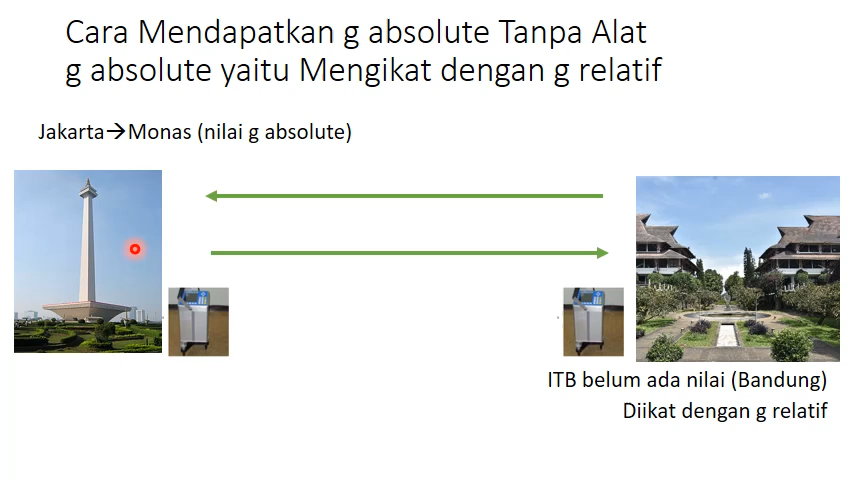 Cara Mendapatkan g absolute Tanpa Alat
g absolute yaitu Mengikat dengan g relatif
Jakarta→Monas (nilai g absolute)
ITB belum ada nilai (Bandung)
Diikat dengan g relatif